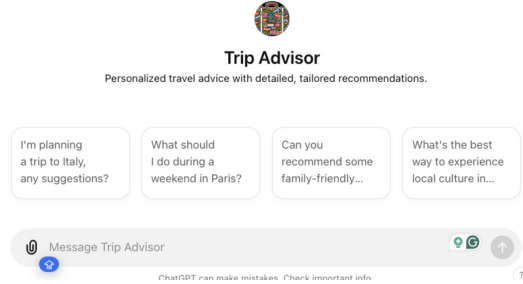 Trip Advisor
Personalized travel advice with detailed, tailored recommendations.
I'm planning
a trip to Italy,
any suggestions?
What should
I do during a
weekend in Paris?
Can you
recommend some
family-friendly...
What's the best
way to experience
local culture in...
Message Trip Advisor
ChatGPT can make mistakes. Check important info.
?